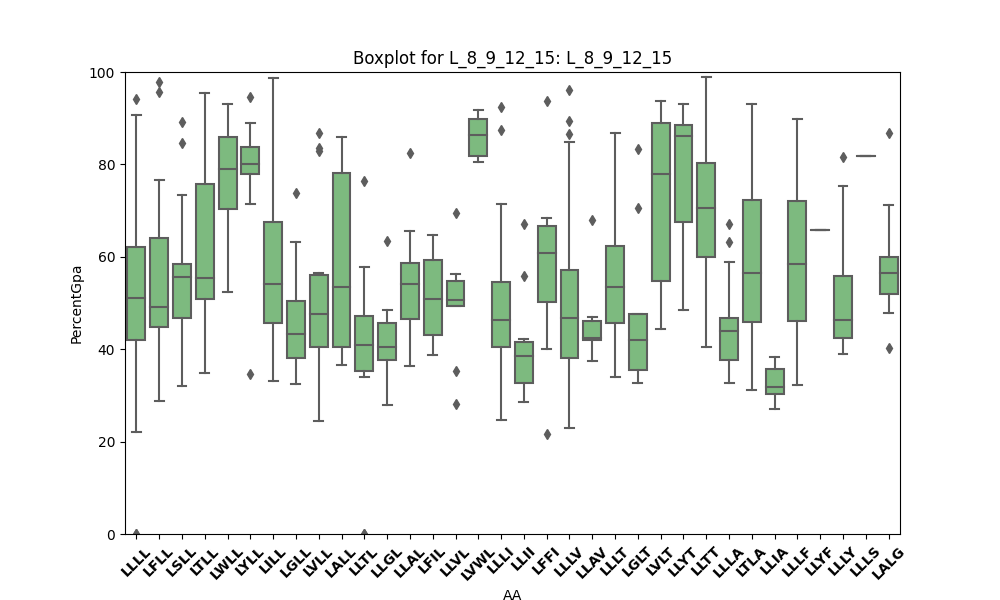 Boxplot for L_8_9_12_15: L_8_9_12_15
100
80
60
40
20
0
PercentGpa
LLLL LFLL LSLL LTLL LWLL LYLL LILL LGLL LVLL LALL LLTL LLGL LLAL LFIL LLVL LVWL LLLI LLII LFFI LLLV LLAV LLLT LGLT LVLT LLYT LLTT LLLA LTLA LLIA LLLF LLYF LLLY LLLS LALG
AA